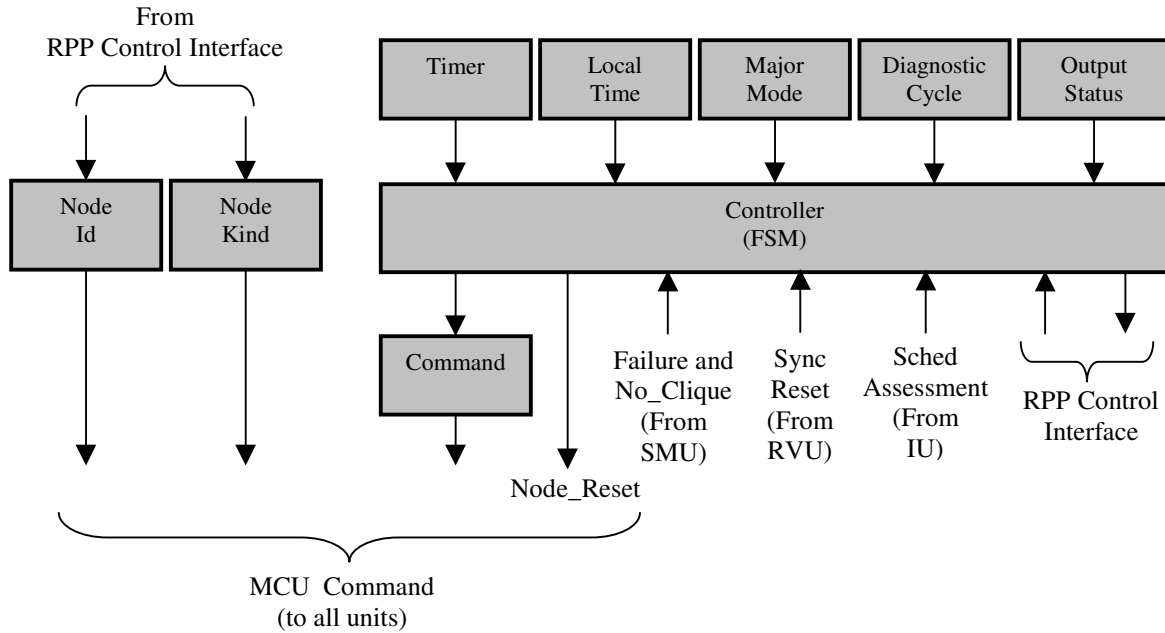 From
RPP Control Interface
Timer
Local
Time
Major
Mode
Diagnostic
Cycle
Output
Status
Node
Id
Node
Kind
Controller
(FSM)
Command
Failure and
No_Clique
(From
SMU)
Sync
Reset
(From
RVU)
Sched
Assessment
(From
IU)
RPP Control
Interface
Node_Reset
MCU Command
(to all units)